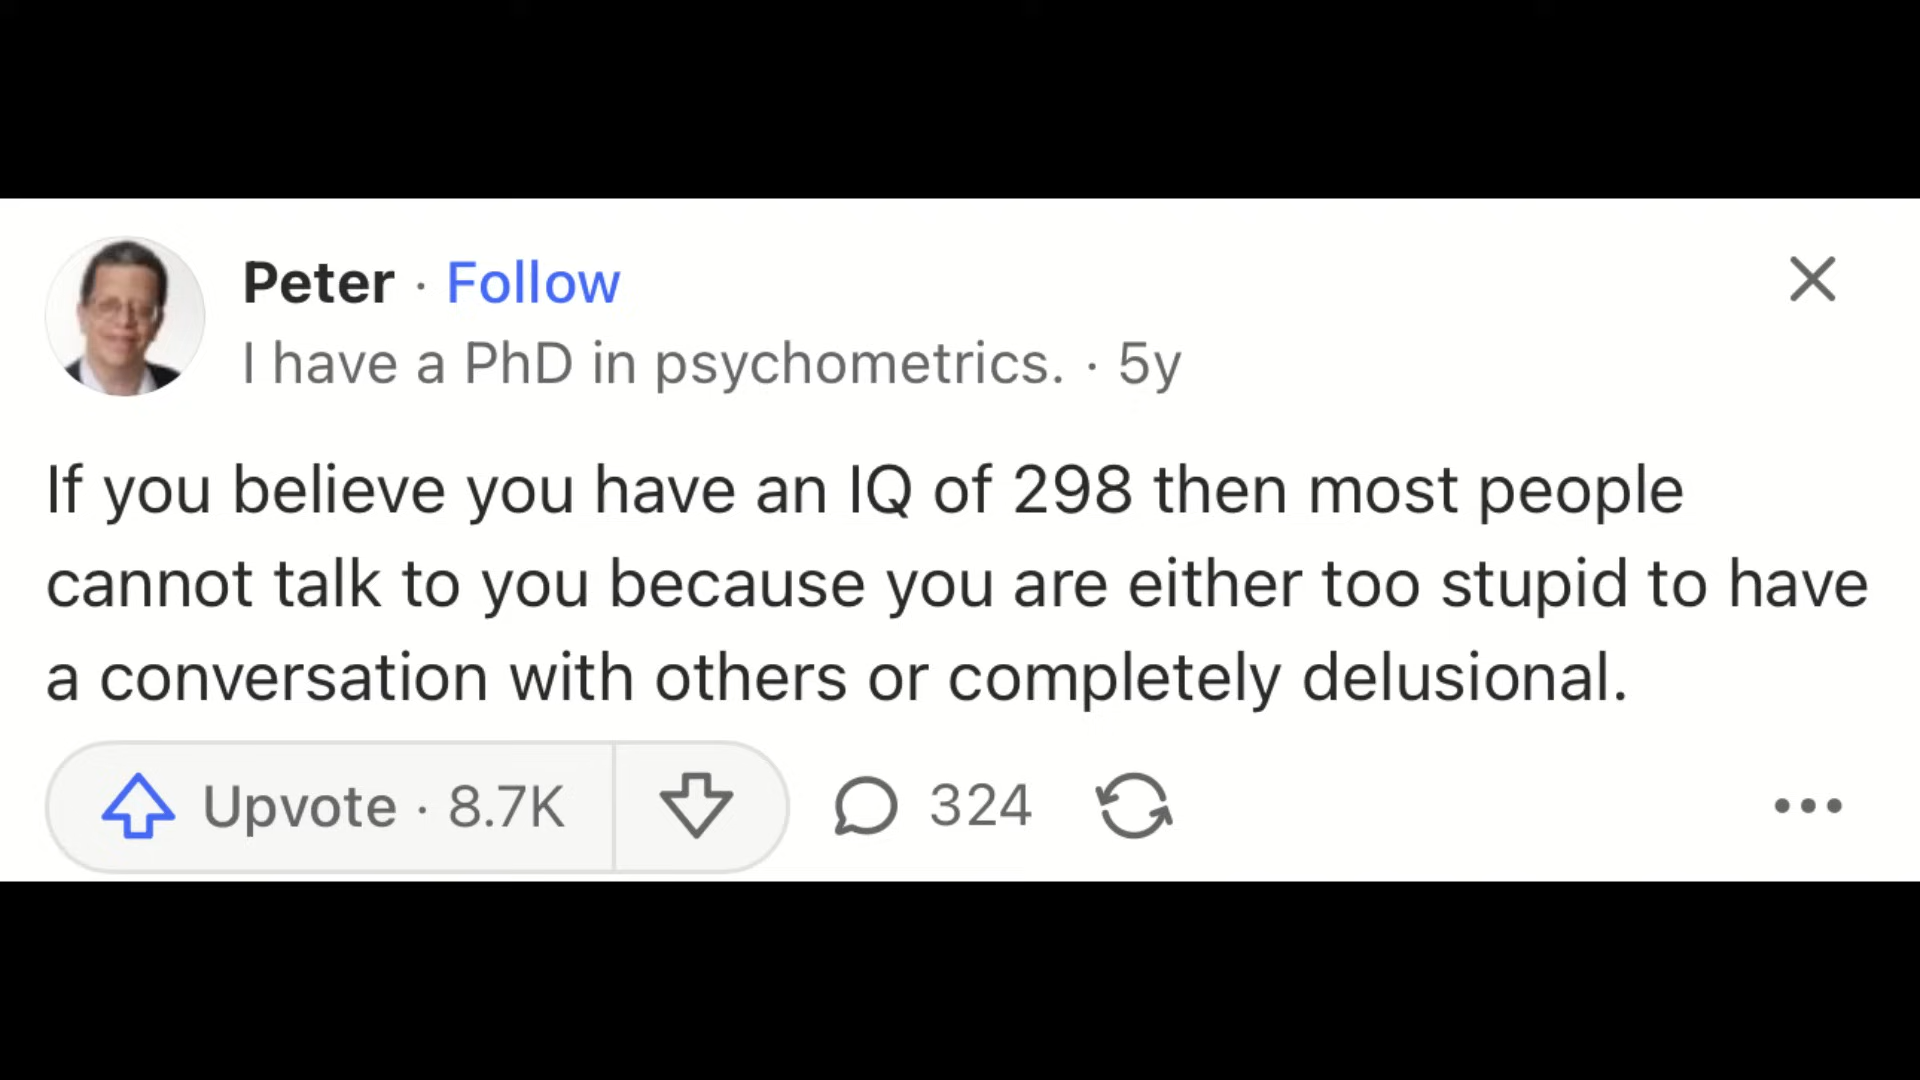 Peter · Follow
I have a PhD in psychometrics. · 5y
If you believe you have an IQ of 298 then most people
cannot talk to you because you are either too stupid to have
a conversation with others or completely delusional.
Upvote · 8.7K 324